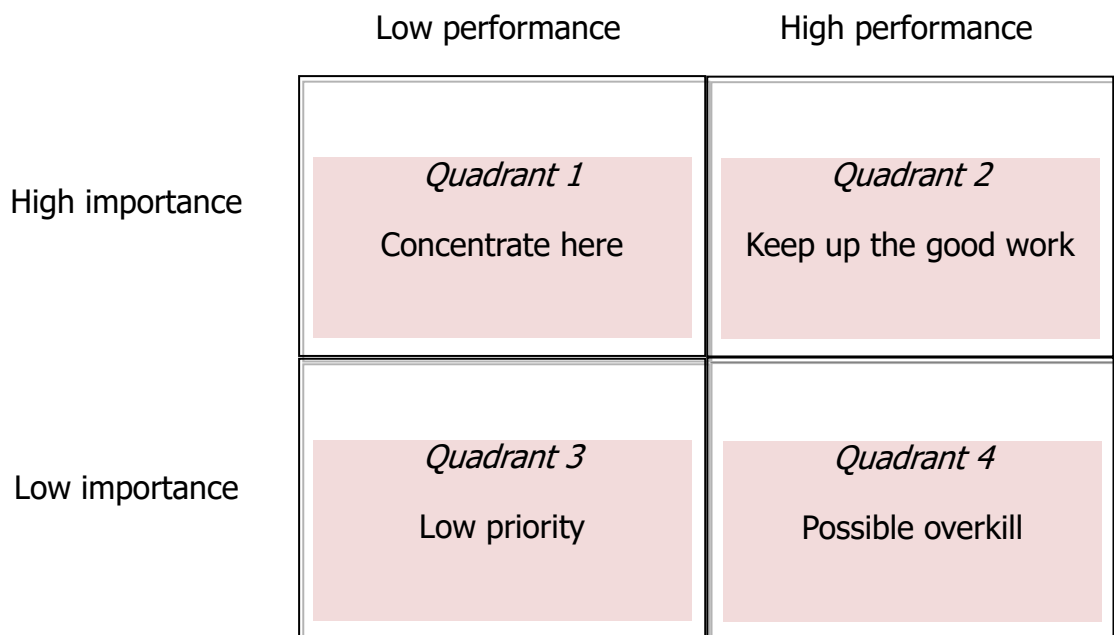 Low performance
High performance
High importance
Quadrant 1
Concentrate here
Quadrant 2
Keep up the good work
Low importance
Quadrant 3
Low priority
Quadrant 4
Possible overkill